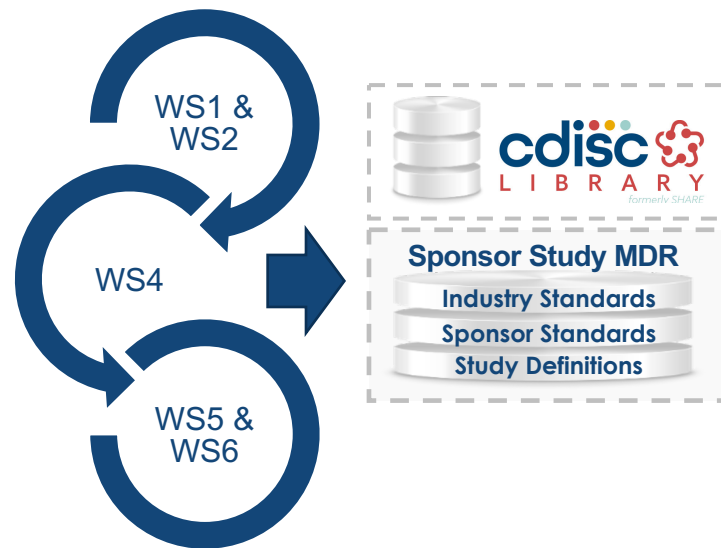 WS1 &
WS2
WS4
WS5 &
WS6
cdisc
LIBRARY
formerly SHARE
Sponsor Study MDR
Industry Standards
Sponsor Standards
Study Definitions